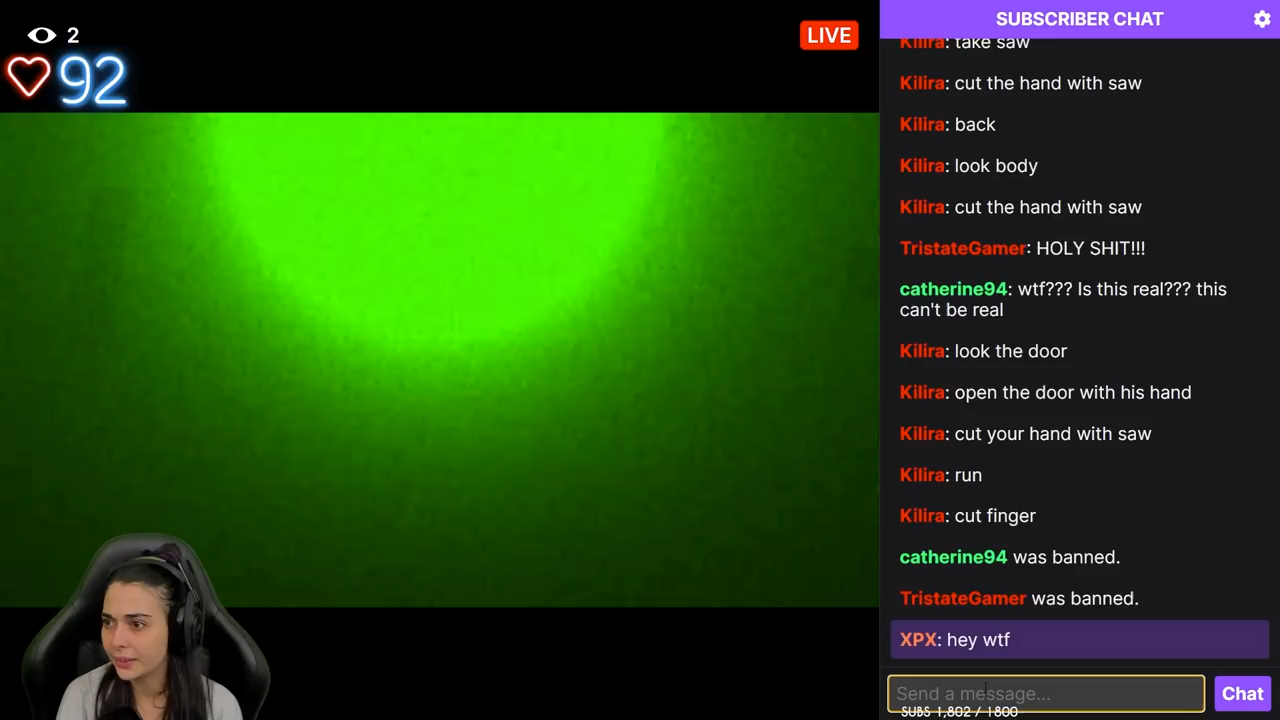 2
LIVE
92
SUBSCRIBER CHAT
Kilira: take saw
Kilira: cut the hand with saw
Kilira: back
Kilira: look body
Kilira: cut the hand with saw
TristateGamer: HOLY SHIT!!!
catherine94: wtf??? Is this real??? this
can't be real
Kilira: look the door
Kilira: open the door with his hand
Kilira: cut your hand with saw
Kilira: run
Kilira: cut finger
catherine94 was banned.
TristateGamer was banned.
XPX: hey wtf
Send a message...
Chat
SUBS 1,802 / 1800